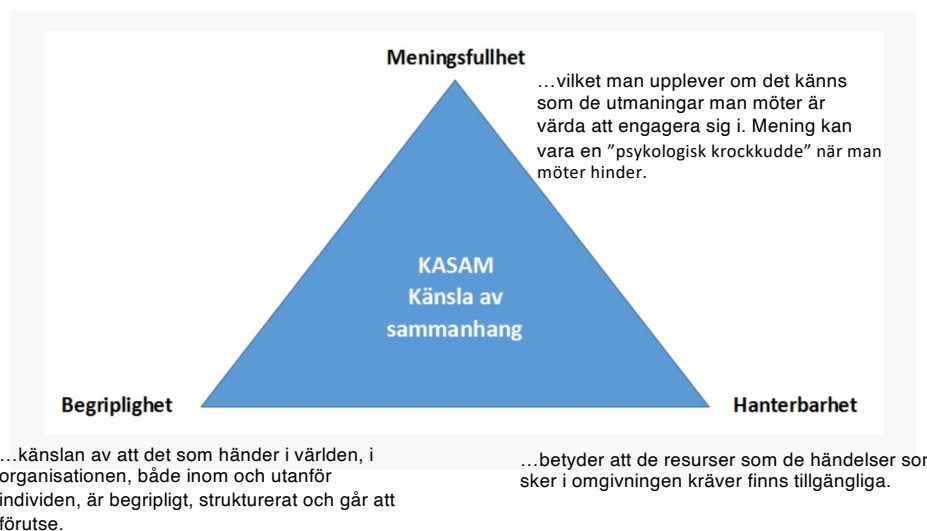 Meningsfullhet
…vilket man upplever om det känns
som de utmaningar man möter är
värda att engagera sig i. Mening kan
vara en ”psykologisk krockkudde” när man
möter hinder.
KASAM
Känsla av
sammanhang
Begriplighet
Hanterbarhet
…känslan av att det som händer i världen, i
organisationen, både inom och utanför
individen, är begripligt, strukturerat och går att
förutse.
…betyder att de resurser som de händelser sor
sker i omgivningen kräver finns tillgängliga.